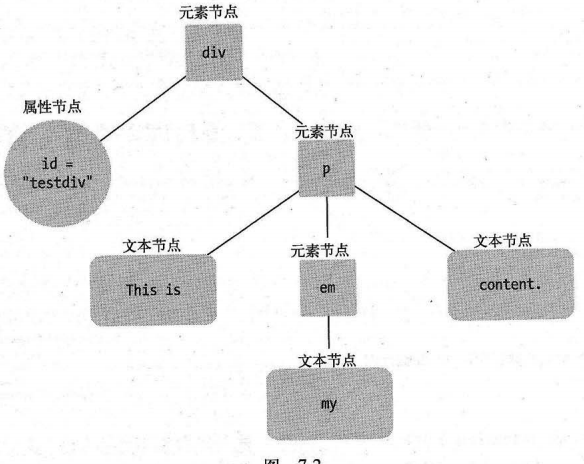 元素节点
div
属性节点
id =
"testdiv"
元素节点
p
文本节点
This is
元素节点
em
文本节点
content.
文本节点
my
图 7-2